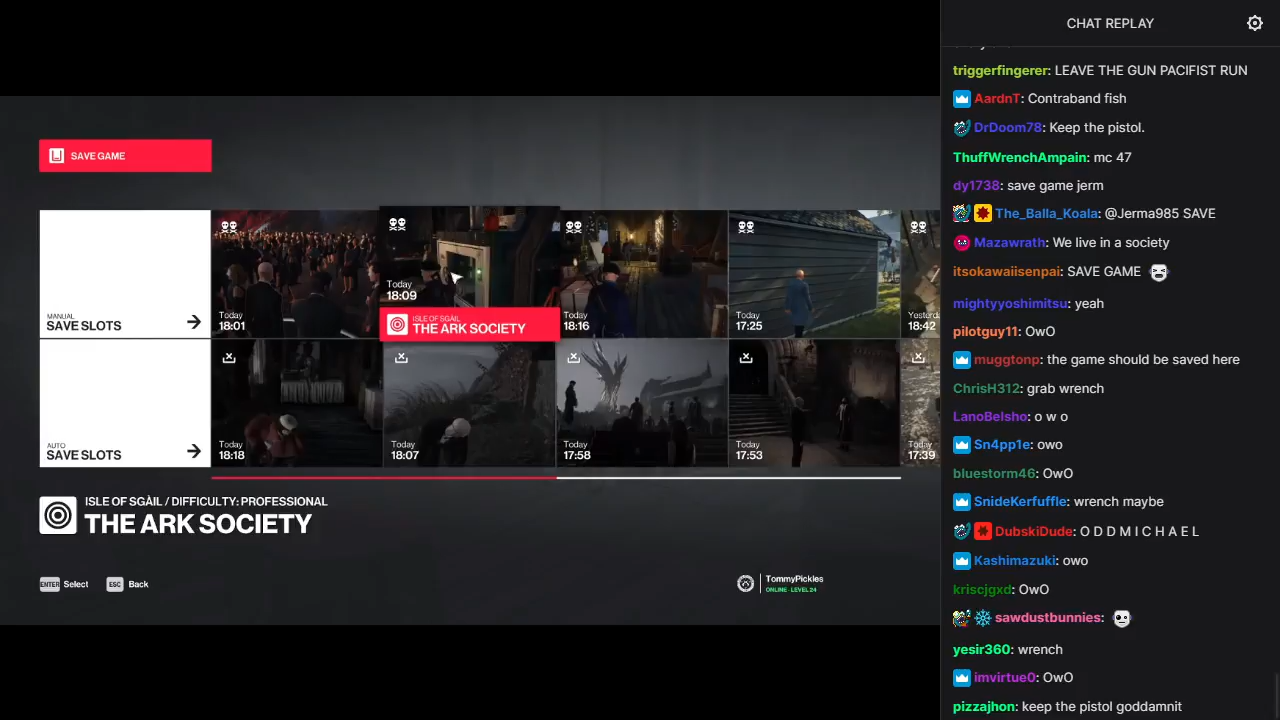 SAVE GAME
MANUAL
SAVE SLOTS
Today
18:01
Today
18:09
ISLE OF SGÀIL
THE ARK SOCIETY
Today
18:16
Today
17:25
Yesterd
18:42
AUTO
SAVE SLOTS
Today
18:18
Today
18:07
Today
17:58
Today
17:53
Today
17:39
ISLE OF SGÀIL / DIFFICULTY: PROFESSIONAL
THE ARK SOCIETY
ENTER Select
ESC Back
TommyPickles
ONLINE - LEVEL 24
CHAT REPLAY
triggerfingerer: LEAVE THE GUN PACIFIST RUN
AardnT: Contraband fish
DrDoom78: Keep the pistol.
ThuffWrenchAmpain: mc 47
dy1738: save game jerm
The_Balla_Koala: @Jerma985 SAVE
Mazawrath: We live in a society
itsokawaiisenpai: SAVE GAME
mightyyoshimitsu: yeah
pilotguy11: OwO
muggtonp: the game should be saved here
ChrisH312: grab wrench
LanoBelsho: o w o
Sn4pp1e: owo
bluestorm46: OwO
SnideKerfuffle: wrench maybe
DubskiDude: O D D M I C H A E L
Kashimazuki: owo
kriscjgxd: OwO
sawdustbunnies:
yesir360: wrench
imvirtue0: OwO
pizzajhon: keep the pistol goddamnit